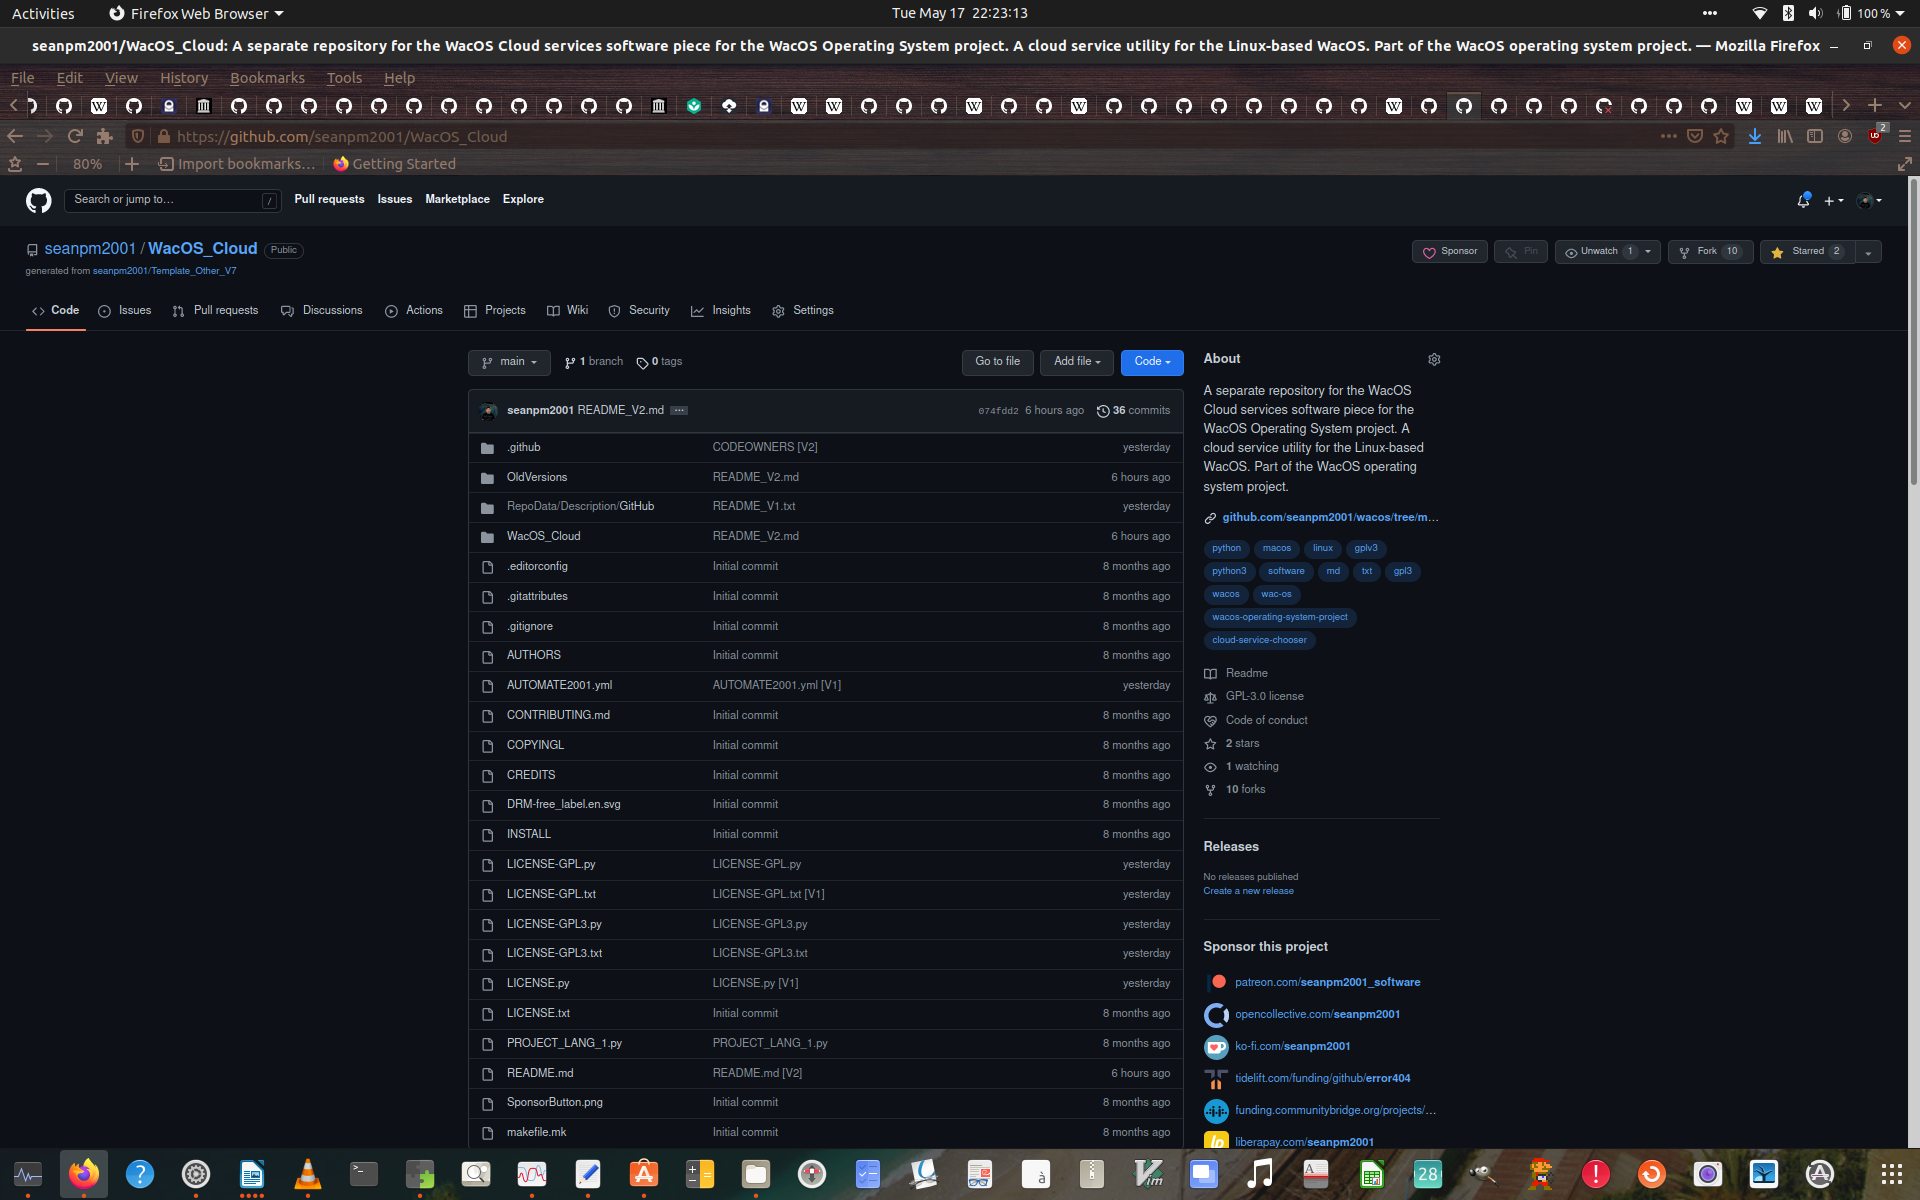 Activities
Firefox Web Browser
Tue May 17 22:23:13
100 %
seanpm2001/WacOS_Cloud: A separate repository for the WacOS Cloud services software piece for the WacOS Operating System project. A cloud service utility for the Linux-based WacOS. Part of the WacOS operating system project. — Mozilla Firefox
File Edit View History Bookmarks Tools Help
https://github.com/seanpm2001/WacOS_Cloud
2
80%
Import bookmarks...
Getting Started
Search or jump to...
/
Pull requests Issues Marketplace Explore
seanpm2001 / WacOS_Cloud Public
Sponsor
Pin
Unwatch 1
Fork 10
Starred 2
generated from seanpm2001/Template_Other_V7
Code Issues Pull requests Discussions Actions Projects Wiki Security Insights Settings
main
1 branch
0 tags
Go to file
Add file
Code
seanpm2001 README_V2.md ... 074fdd2 6 hours ago 36 commits
.github CODEOWNERS [V2] yesterday
OldVersions README_V2.md 6 hours ago
RepoData/Description/GitHub README_V1.txt yesterday
WacOS_Cloud README_V2.md 6 hours ago
.editorconfig Initial commit 8 months ago
.gitattributes Initial commit 8 months ago
.gitignore Initial commit 8 months ago
AUTHORS Initial commit 8 months ago
AUTOMATE2001.yml AUTOMATE2001.yml [V1] yesterday
CONTRIBUTING.md Initial commit 8 months ago
COPYINGL Initial commit 8 months ago
CREDITS Initial commit 8 months ago
DRM-free_label.en.svg Initial commit 8 months ago
INSTALL Initial commit 8 months ago
LICENSE-GPL.py LICENSE-GPL.py yesterday
LICENSE-GPL.txt LICENSE-GPL.txt [V1] yesterday
LICENSE-GPL3.py LICENSE-GPL3.py yesterday
LICENSE-GPL3.txt LICENSE-GPL3.txt yesterday
LICENSE.py LICENSE.py [V1] yesterday
LICENSE.txt Initial commit 8 months ago
PROJECT_LANG_1.py PROJECT_LANG_1.py 8 months ago
README.md README.md [V2] 6 hours ago
SponsorButton.png Initial commit 8 months ago
makefile.mk Initial commit 8 months ago
About
A separate repository for the WacOS
Cloud services software piece for the
WacOS Operating System project. A
cloud service utility for the Linux-based
WacOS. Part of the WacOS operating
system project.
github.com/seanpm2001/wacos/tree/m...
python macos linux gplv3
python3 software md txt gpl3
wacos wac-os
wacos-operating-system-project
cloud-service-chooser
Readme
GPL-3.0 license
Code of conduct
2 stars
1 watching
10 forks
Releases
No releases published
Create a new release
Sponsor this project
patreon.com/seanpm2001_software
opencollective.com/seanpm2001
ko-fi.com/seanpm2001
tidelift.com/funding/github/error404
funding.communitybridge.org/projects/...
liberapay.com/seanpm2001
28